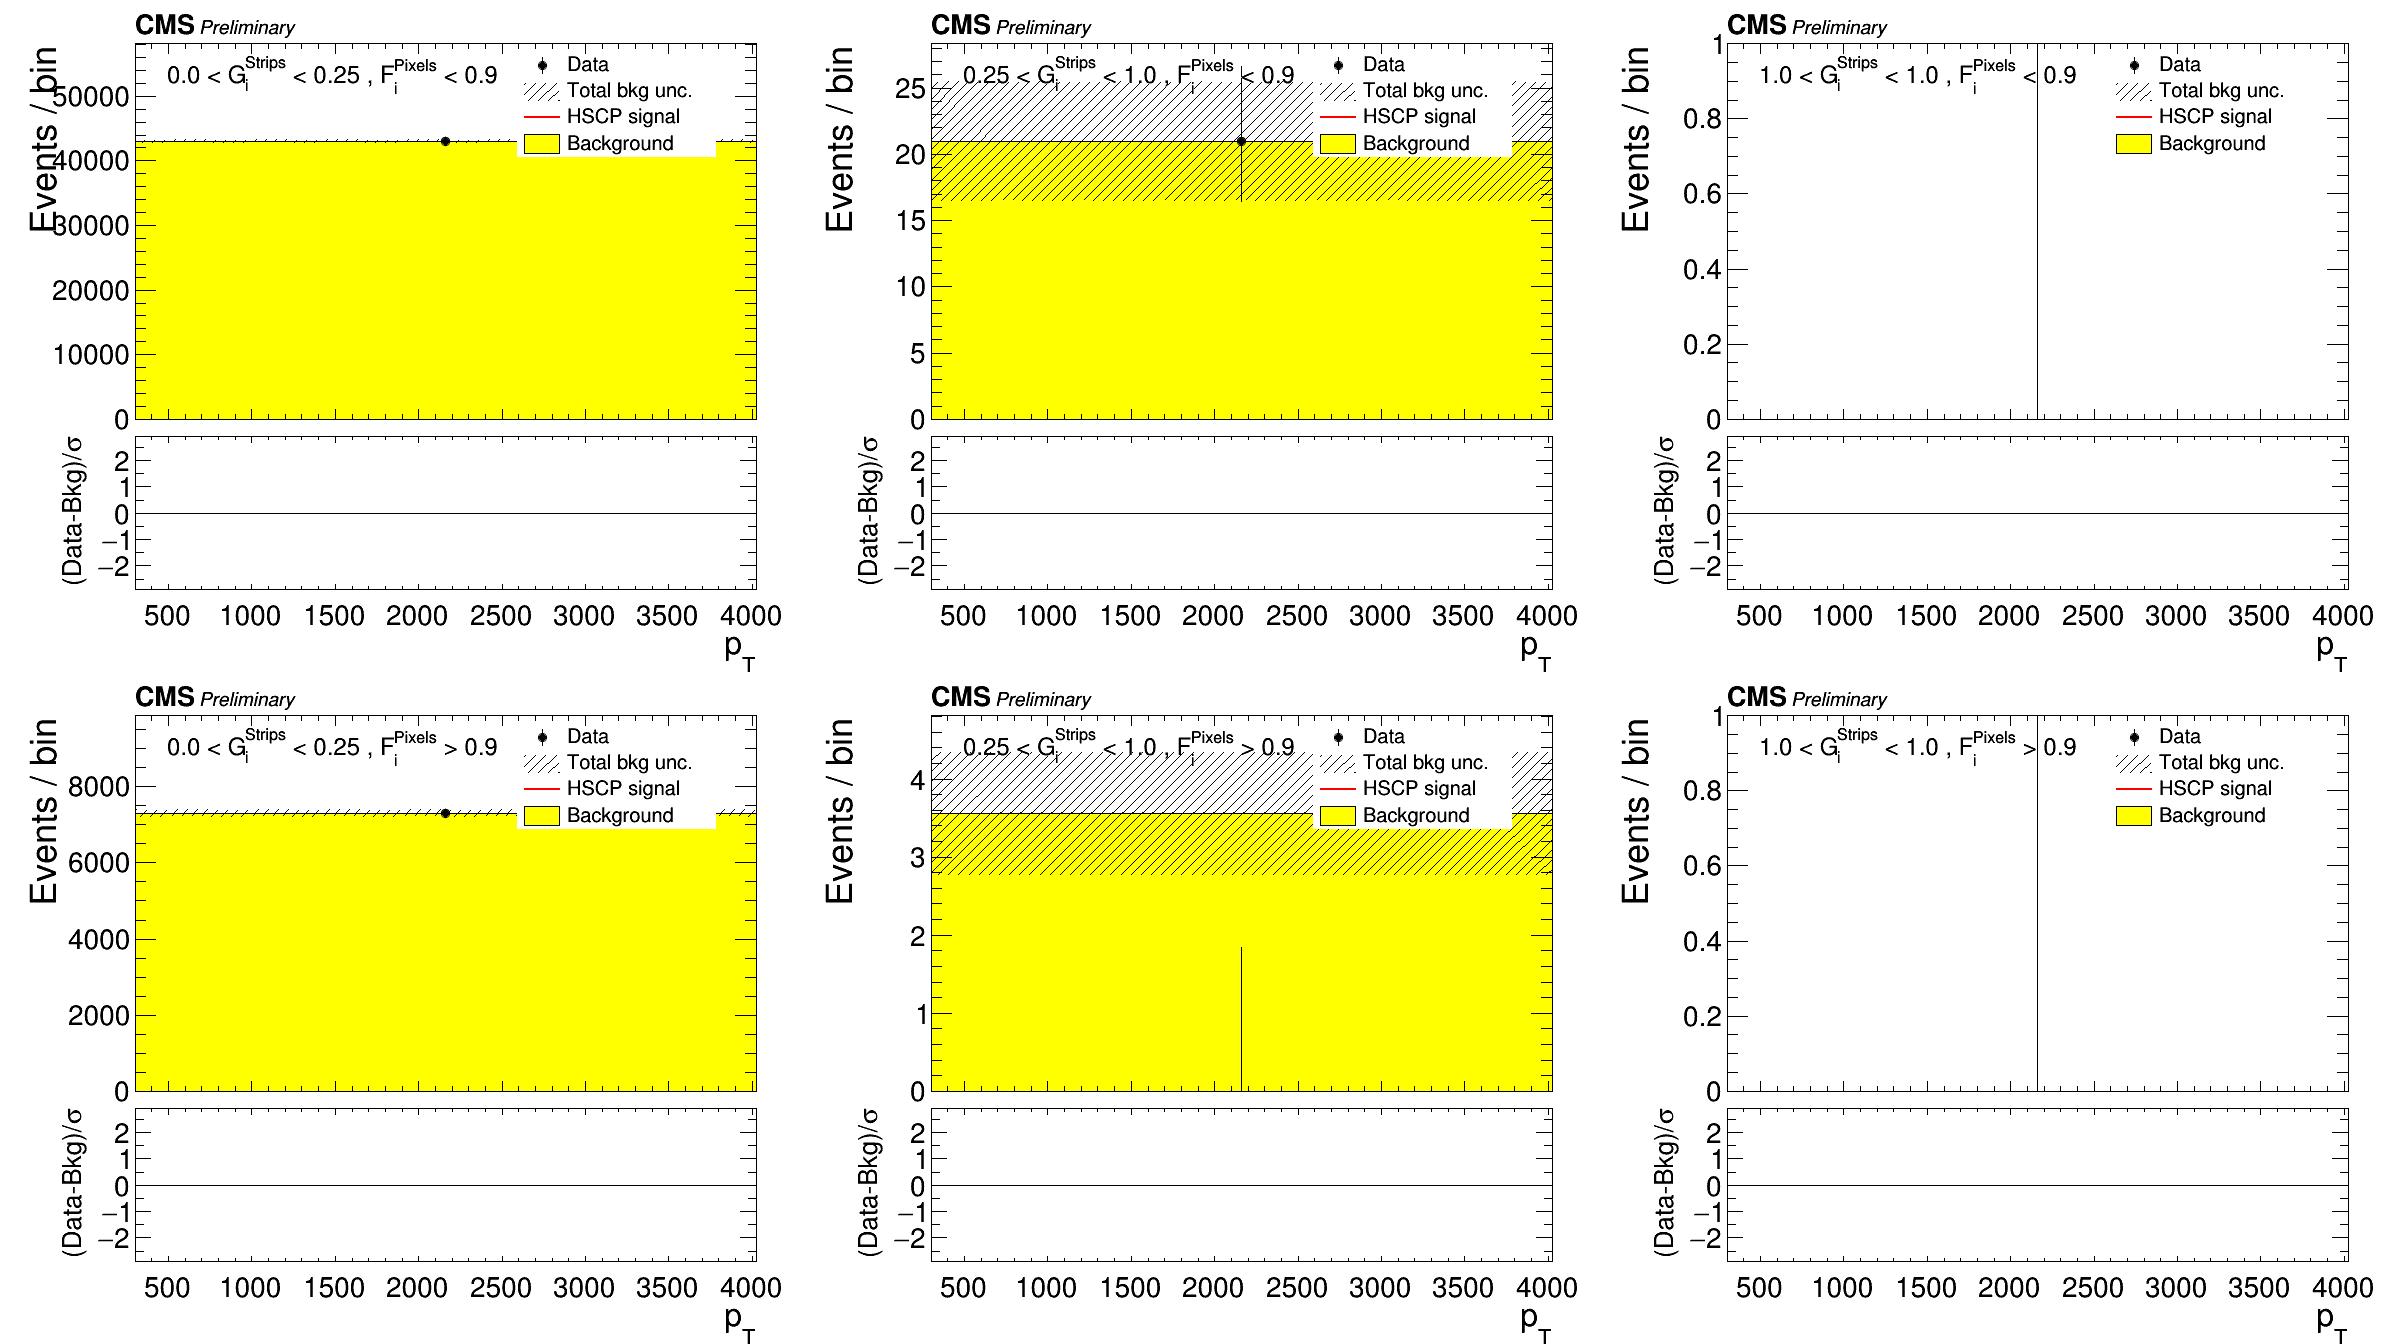 CMS Preliminary
0.0 < G_i^Strips < 0.25 , F_i^Pixels < 0.9
Data
Total bkg unc.
HSCP signal
Background
Events / bin
50000
40000
30000
20000
10000
0
(Data-Bkg)/σ
2
1
0
−1
−2
500 1000 1500 2000 2500 3000 3500 4000
p_T
CMS Preliminary
0.25 < G_i^Strips < 1.0 , F_i^Pixels < 0.9
Data
Total bkg unc.
HSCP signal
Background
Events / bin
25
20
15
10
5
0
(Data-Bkg)/σ
2
1
0
−1
−2
500 1000 1500 2000 2500 3000 3500 4000
p_T
CMS Preliminary
1.0 < G_i^Strips < 1.0 , F_i^Pixels < 0.9
Data
Total bkg unc.
HSCP signal
Background
Events / bin
1
0.8
0.6
0.4
0.2
0
(Data-Bkg)/σ
2
1
0
−1
−2
500 1000 1500 2000 2500 3000 3500 4000
p_T
CMS Preliminary
0.0 < G_i^Strips < 0.25 , F_i^Pixels > 0.9
Data
Total bkg unc.
HSCP signal
Background
Events / bin
8000
6000
4000
2000
0
(Data-Bkg)/σ
2
1
0
−1
−2
500 1000 1500 2000 2500 3000 3500 4000
p_T
CMS Preliminary
0.25 < G_i^Strips < 1.0 , F_i^Pixels > 0.9
Data
Total bkg unc.
HSCP signal
Background
Events / bin
4
3
2
1
0
(Data-Bkg)/σ
2
1
0
−1
−2
500 1000 1500 2000 2500 3000 3500 4000
p_T
CMS Preliminary
1.0 < G_i^Strips < 1.0 , F_i^Pixels > 0.9
Data
Total bkg unc.
HSCP signal
Background
Events / bin
1
0.8
0.6
0.4
0.2
0
(Data-Bkg)/σ
2
1
0
−1
−2
500 1000 1500 2000 2500 3000 3500 4000
p_T